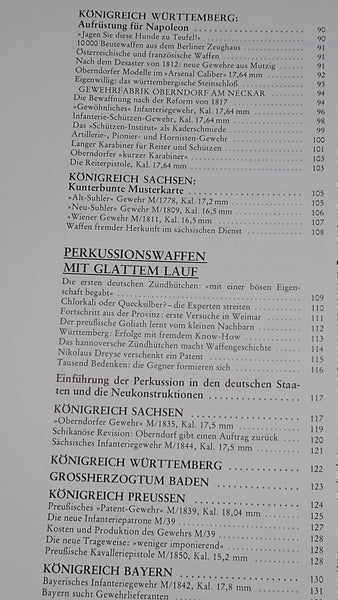 KÖNIGREICH WÜRTTEMBERG:
Aufrüstung für Napoleon 90
»Jagen Sie diese Hunde zu Teufel!« 90
10000 Beutewaffen aus dem Berliner Zeughaus 91
Österreichische und französische Waffen 91
Nach dem Desaster von 1812: neue Gewehre aus Mutzig 91
Oberndorfer Modelle im »Arsenal Caliber« 17,64 mm 92
Eigenwillig: das württembergische Steinschloß 93
GEWEHRFABRIK OBERNDORF AM NECKAR 94
Die Bewaffnung nach der Reform von 1817 94
»Gewöhnliches« Infanteriegewehr, Kal. 17,64 mm 96
Infanterie-Schützen-Gewehr, Kal. 17,64 mm 98
Das »Schützen-Institut« als Kaderschmiede 99
Artillerie-, Pionier- und Hornisten-Gewehr 100
Langer Karabiner für Reiter und Schützen 101
Oberndorfer »kurzer Karabiner« 103
Die Reiterpistole, Kal. 17,64 mm 103
KÖNIGREICH SACHSEN:
Kunterbunte Musterkarte 105
»Alt-Suhler« Gewehr M/1778, Kal. 17,2 mm 105
»Neu-Suhler« Gewehr M/1809, Kal. 16,5 mm 106
»Wiener Gewehr M/1811, Kal. 16,5 mm 107
Waffen fremder Herkunft im sächsischen Dienst 108
PERKUSSIONSWAFFEN
MIT GLATTEM LAUF
Die ersten deutschen Zündhütchen: »mit einer bösen Eigen-
schaft begabt« 109
Chlorkali oder Quecksilber? – die Experten streiten 110
Fortschritt aus der Provinz: erste Versuche in Weimar 111
Der preußische Goliath lernt vom kleinen Nachbarn 112
Württemberg: Erfolge mit fremdem Know-How 113
Das hannoversche Zündhütchen macht Waffengeschichte 114
Nikolaus Dreyse verschenkt ein Patent 115
Tausend Bedenken: die Gegner formieren sich 116
Einführung der Perkussion in den deutschen Staa-
ten und die Neukonstruktionen 117
KÖNIGREICH SACHSEN 117
»Oberndorfer Gewehr« M/1835, Kal. 17,5 mm 119
Schikanöse Revision: Oberndorf gibt einen Auftrag zurück 120
Sächsisches Infanteriegewehr M/1844, Kal. 17,5 mm 121
KÖNIGREICH WÜRTTEMBERG 122
GROSSHERZOGTUM BADEN 123
KÖNIGREICH PREUSSEN 124
Preußisches »Patent-Gewehr« M/1839, Kal. 18,04 mm 125
Die neue Infanteriepatrone M/39 127
Kosten und Produktion des Gewehrs M/39 128
Die neue Trageweise: »weniger imponierend« 128
Preußische Kavalleriepistole M/1850, Kal. 15,2 mm 128
KÖNIGREICH BAYERN 130
Bayerisches Infanteriegewehr M/1842, Kal. 17,8 mm 131
Bayern sucht Gewehrlieferanten